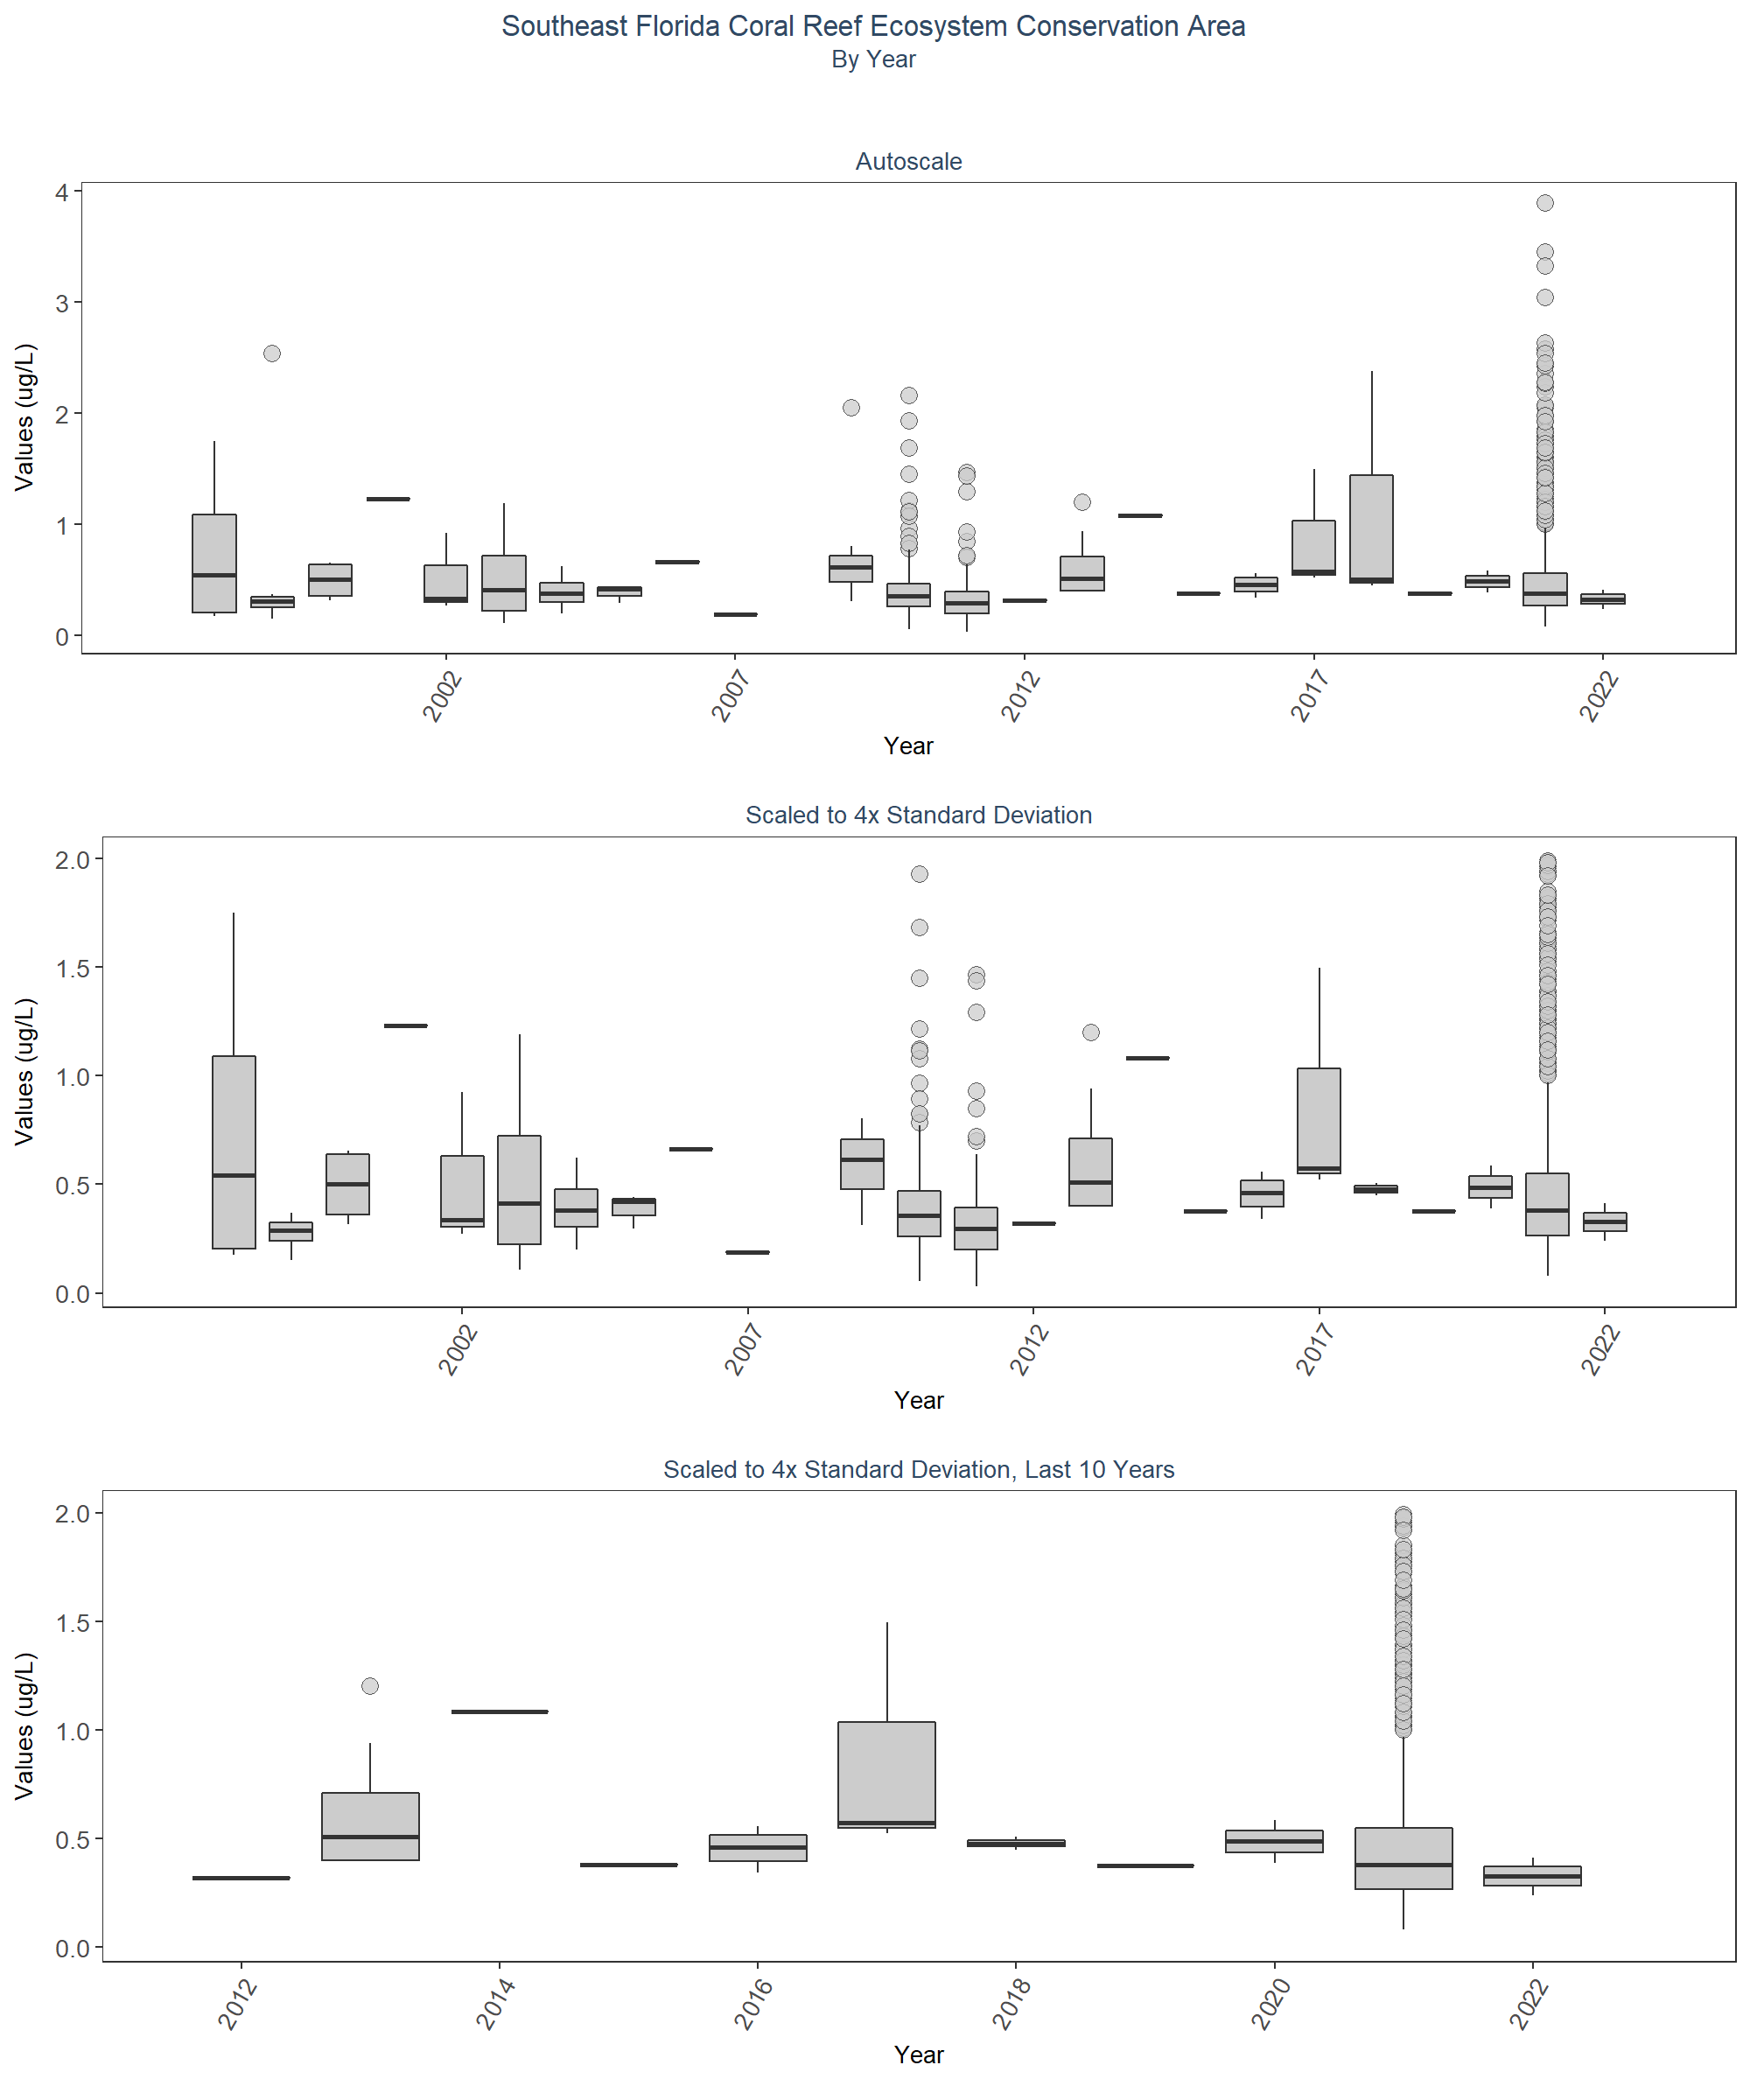 Southeast Florida Coral Reef Ecosystem Conservation Area
By Year
Autoscale
4
3
2
1
0
Values (ug/L)
2002 2007 2012 2017 2022
Year
Scaled to 4x Standard Deviation
2.0
1.5
1.0
0.5
0.0
Values (ug/L)
2002 2007 2012 2017 2022
Year
Scaled to 4x Standard Deviation, Last 10 Years
2.0
1.5
1.0
0.5
0.0
Values (ug/L)
2012 2014 2016 2018 2020 2022
Year